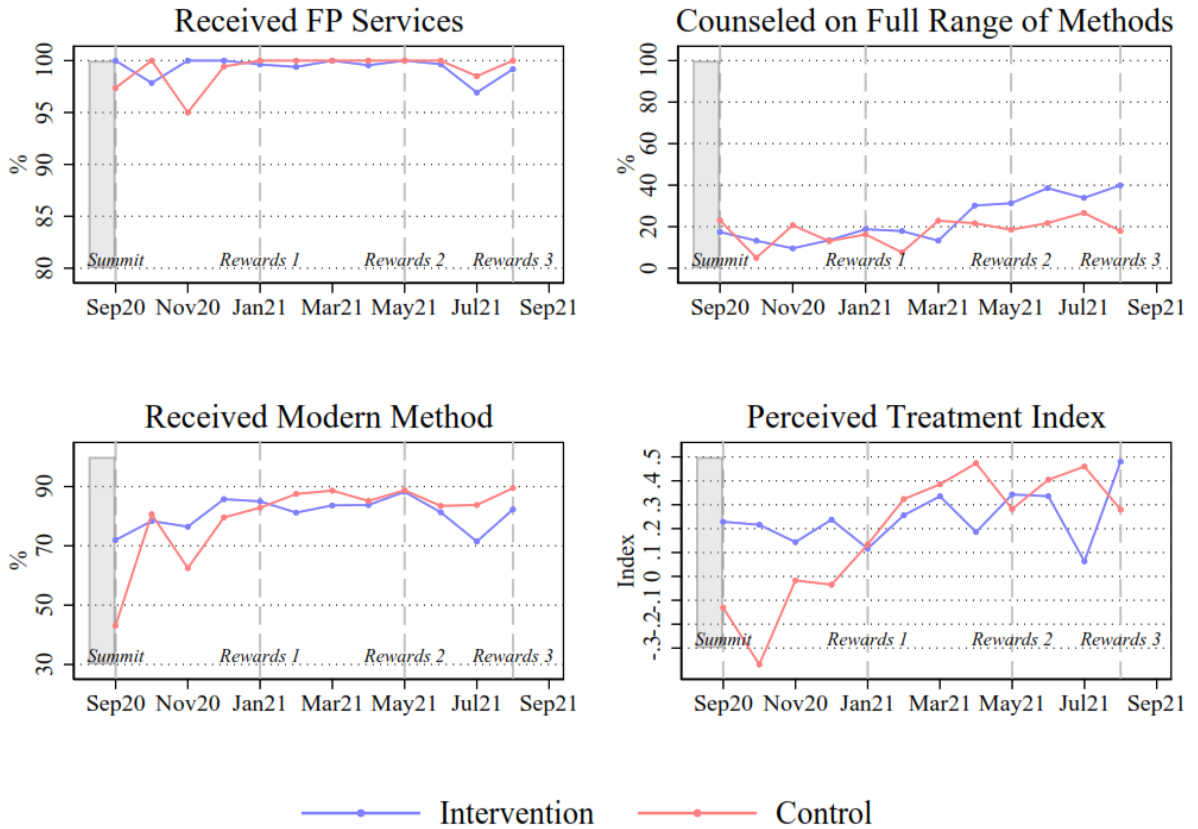 Received FP Services
100
95
90
85
80
%
Summit
Rewards 1
Rewards 2
Rewards 3
Sep20 Nov20 Jan21 Mar21 May21 Jul21 Sep21
Counseled on Full Range of Methods
100
80
60
40
20
0
%
Summit
Rewards 1
Rewards 2
Rewards 3
Sep20 Nov20 Jan21 Mar21 May21 Jul21 Sep21
Received Modern Method
90
70
50
30
%
Summit
Rewards 1
Rewards 2
Rewards 3
Sep20 Nov20 Jan21 Mar21 May21 Jul21 Sep21
Perceived Treatment Index
.5
.4
.3
.2
.1
0
-.1
-.2
-.3
Index
Summit
Rewards 1
Rewards 2
Rewards 3
Sep20 Nov20 Jan21 Mar21 May21 Jul21 Sep21
Intervention Control